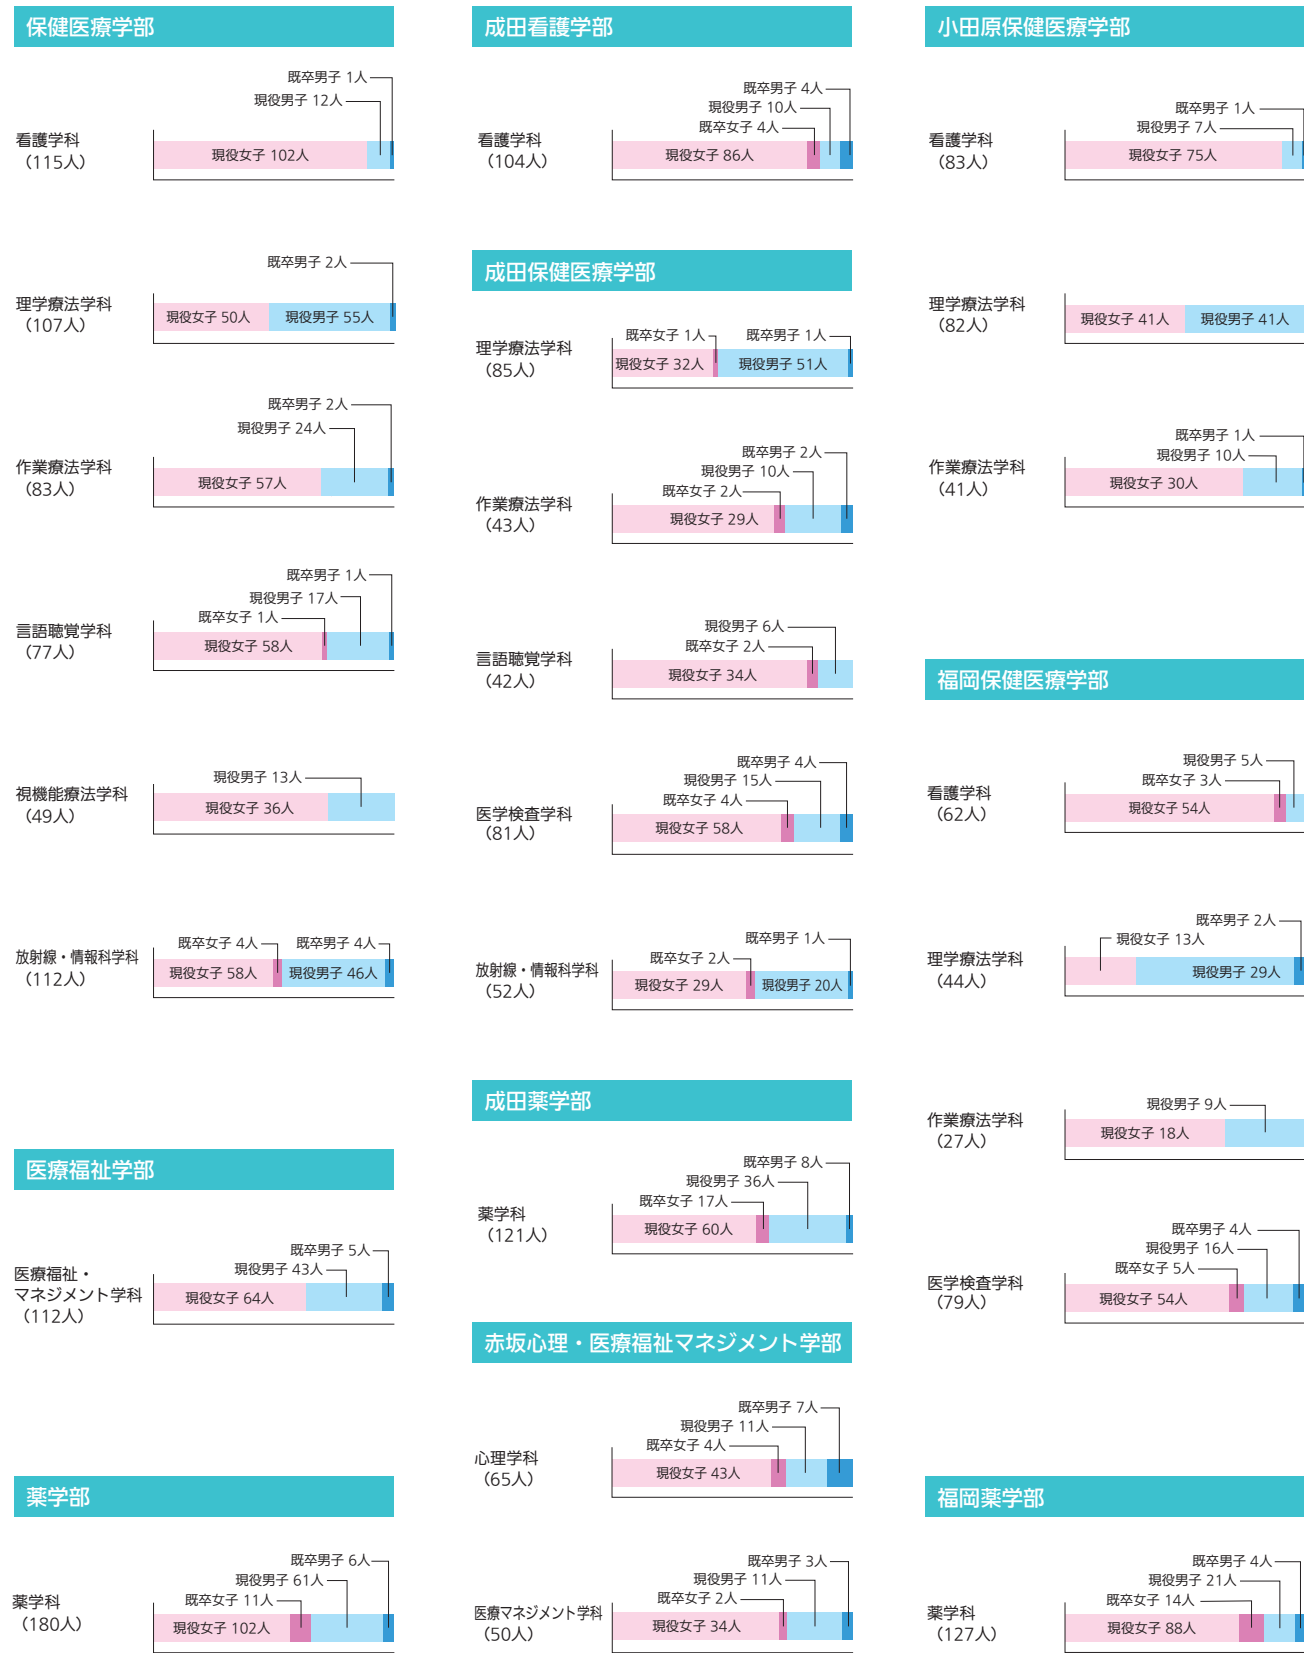 保健医療学部
既卒男子 1人
現役男子 12人
看護学科
（115人）
現役女子 102人
既卒男子 2人
理学療法学科
（107人）
現役女子 50人
現役男子 55人
既卒男子 2人
現役男子 24人
作業療法学科
（83人）
現役女子 57人
既卒男子 1人
現役男子 17人
既卒女子 1人
言語聴覚学科
（77人）
現役女子 58人
現役男子 13人
視機能療法学科
（49人）
現役女子 36人
既卒女子 4人
既卒男子 4人
放射線・情報科学科
（112人）
現役女子 58人
現役男子 46人
医療福祉学部
既卒男子 5人
現役男子 43人
医療福祉・
マネジメント学科
（112人）
現役女子 64人
薬学部
既卒男子 6人
現役男子 61人
既卒女子 11人
薬学科
（180人）
現役女子 102人
成田看護学部
既卒男子 4人
現役男子 10人
既卒女子 4人
看護学科
（104人）
現役女子 86人
成田保健医療学部
既卒女子 1人
既卒男子 1人
理学療法学科
（85人）
現役女子 32人
現役男子 51人
既卒男子 2人
現役男子 10人
既卒女子 2人
作業療法学科
（43人）
現役女子 29人
現役男子 6人
既卒女子 2人
言語聴覚学科
（42人）
現役女子 34人
既卒男子 4人
現役男子 15人
既卒女子 4人
医学検査学科
（81人）
現役女子 58人
既卒男子 1人
既卒女子 2人
放射線・情報科学科
（52人）
現役女子 29人
現役男子 20人
成田薬学部
既卒男子 8人
現役男子 36人
既卒女子 17人
薬学科
（121人）
現役女子 60人
赤坂心理・医療福祉マネジメント学部
既卒男子 7人
現役男子 11人
既卒女子 4人
心理学科
（65人）
現役女子 43人
既卒男子 3人
現役男子 11人
既卒女子 2人
医療マネジメント学科
（50人）
現役女子 34人
小田原保健医療学部
既卒男子 1人
現役男子 7人
看護学科
（83人）
現役女子 75人
理学療法学科
（82人）
現役女子 41人
現役男子 41人
既卒男子 1人
現役男子 10人
作業療法学科
（41人）
現役女子 30人
福岡保健医療学部
現役男子 5人
既卒女子 3人
看護学科
（62人）
現役女子 54人
既卒男子 2人
現役女子 13人
理学療法学科
（44人）
現役男子 29人
現役男子 9人
作業療法学科
（27人）
現役女子 18人
既卒男子 4人
現役男子 16人
既卒女子 5人
医学検査学科
（79人）
現役女子 54人
福岡薬学部
既卒男子 4人
現役男子 21人
既卒女子 14人
薬学科
（127人）
現役女子 88人